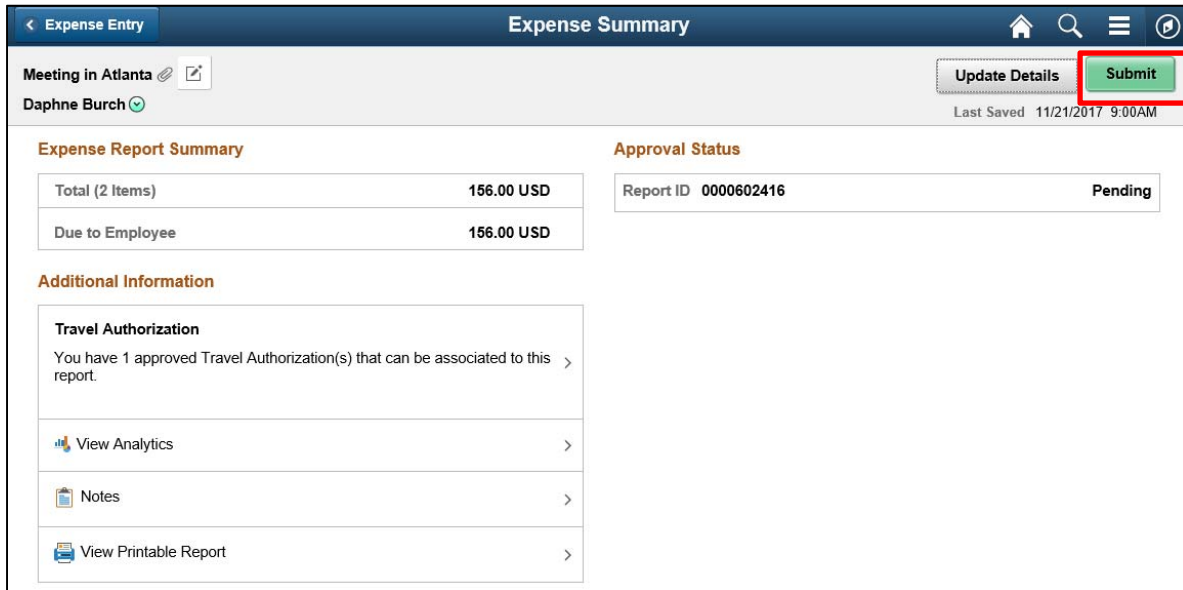 Expense Entry
Expense Summary
Meeting in Atlanta
Update Details
Submit
Daphne Burch
Last Saved 11/21/2017 9:00AM
Expense Report Summary
Approval Status
Total (2 Items) 156.00 USD
Report ID 0000602416 Pending
Due to Employee 156.00 USD
Additional Information
Travel Authorization
You have 1 approved Travel Authorization(s) that can be associated to this
report.
View Analytics
Notes
View Printable Report